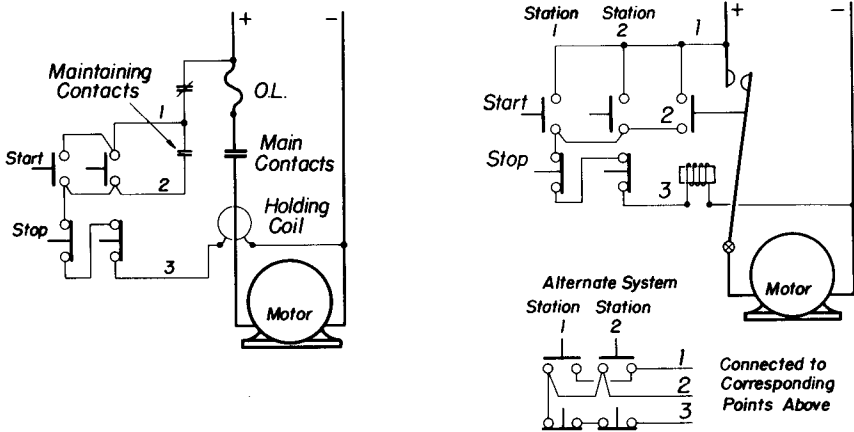 + −
Maintaining
Contacts
O.L.
1
Main
Contacts
Start
2
Holding
Coil
Stop
3
Motor
Station
1
Station
2
+ −
1
Start
2
Stop
3
Motor
Alternate System
Station
1
Station
2
1
2
3
Connected to
Corresponding
Points Above